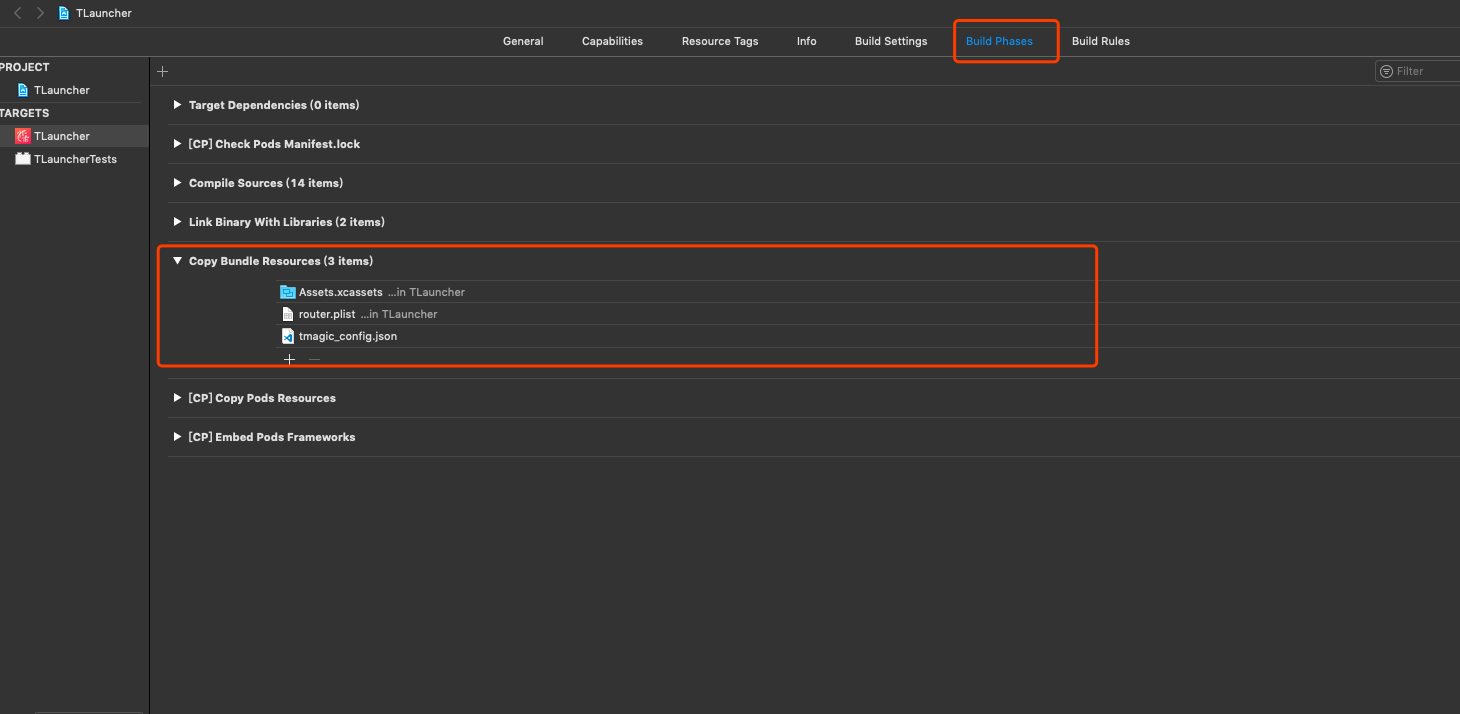 TLauncher
General Capabilities Resource Tags Info Build Settings Build Phases Build Rules
PROJECT
TLauncher
TARGETS
TLauncher
TLauncherTests
Filter
Target Dependencies (0 items)
[CP] Check Pods Manifest.lock
Compile Sources (14 items)
Link Binary With Libraries (2 items)
Copy Bundle Resources (3 items)
Assets.xcassets ...in TLauncher
router.plist ...in TLauncher
tmagic_config.json
[CP] Copy Pods Resources
[CP] Embed Pods Frameworks